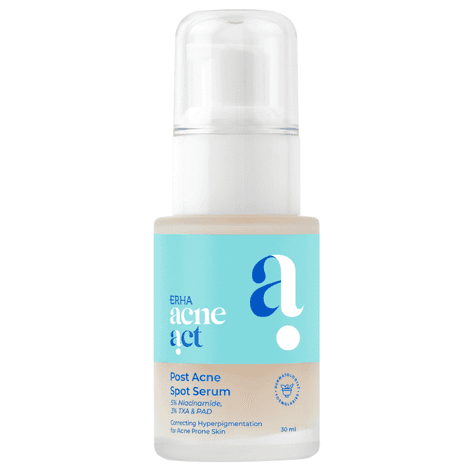 a
ERHA
acne
act
Post Acne
Spot Serum
5% Niacinamide,
3% TXA & PAD
Correcting Hyperpigmentation
for Acne Prone Skin
30 ml